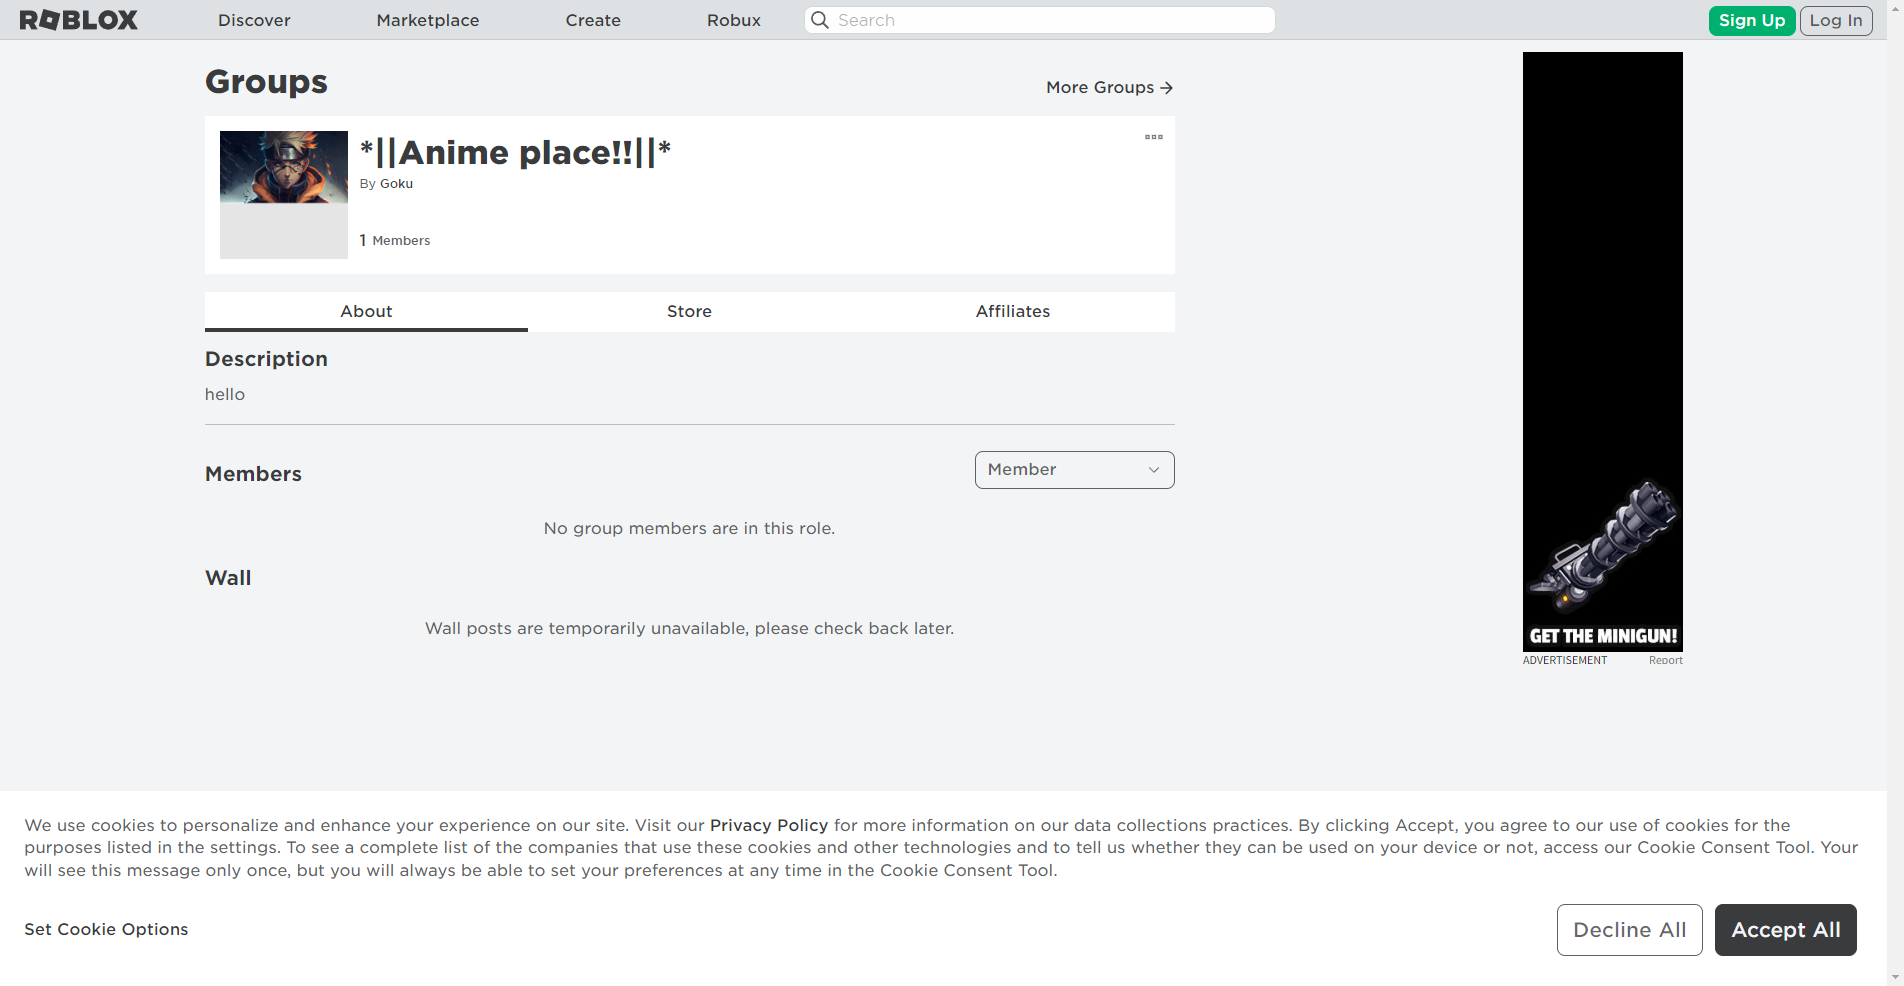 ROBLOX
Discover
Marketplace
Create
Robux
Search
Sign Up
Log In
Groups
More Groups
*||Anime place!!||*
By Goku
1 Members
About
Store
Affiliates
Description
hello
Members
Member
No group members are in this role.
Wall
Wall posts are temporarily unavailable, please check back later.
GET THE MINIGUN!
ADVERTISEMENT
Report
We use cookies to personalize and enhance your experience on our site. Visit our Privacy Policy for more information on our data collections practices. By clicking Accept, you agree to our use of cookies for the
purposes listed in the settings. To see a complete list of the companies that use these cookies and other technologies and to tell us whether they can be used on your device or not, access our Cookie Consent Tool. Your
will see this message only once, but you will always be able to set your preferences at any time in the Cookie Consent Tool.
Set Cookie Options
Decline All
Accept All